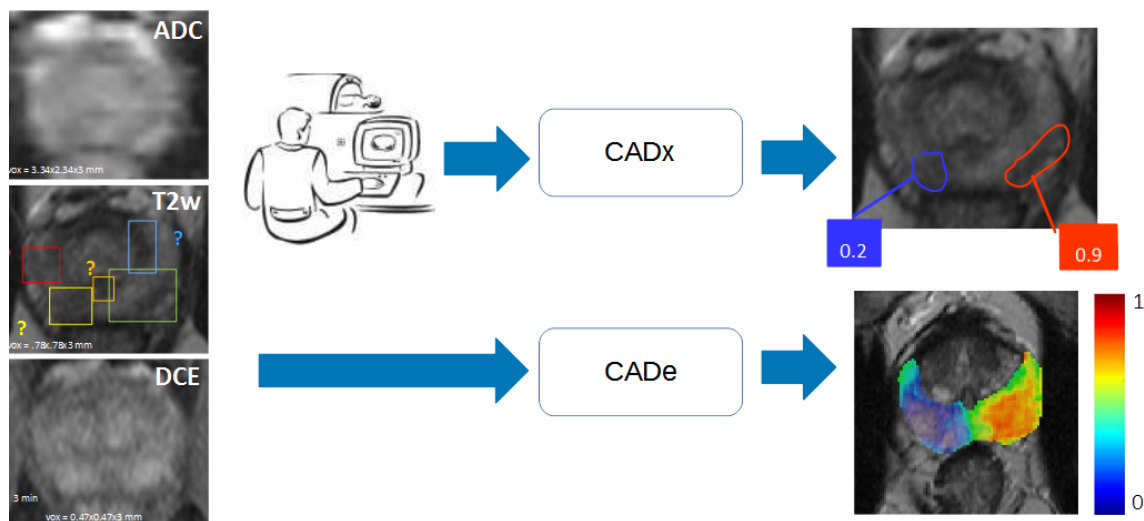 ADC
vox = 3.34x2.34x3 mm
T2w
?
?
?
vox = .78x.78x3 mm
DCE
3 min
vox = 0.47x0.47x3 mm
CADx
0.2
0.9
CADe
1
0